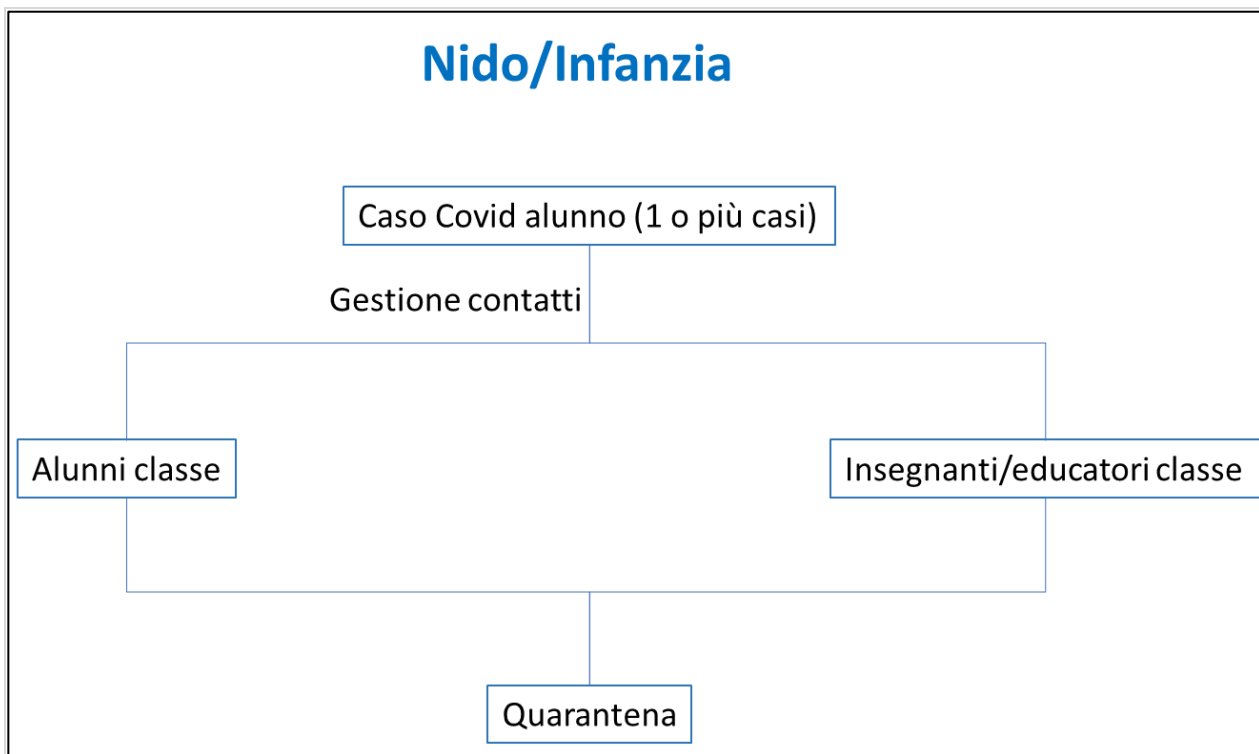 Nido/Infanzia
Caso Covid alunno (1 o più casi)
Gestione contatti
Alunni classe
Insegnanti/educatori classe
Quarantena